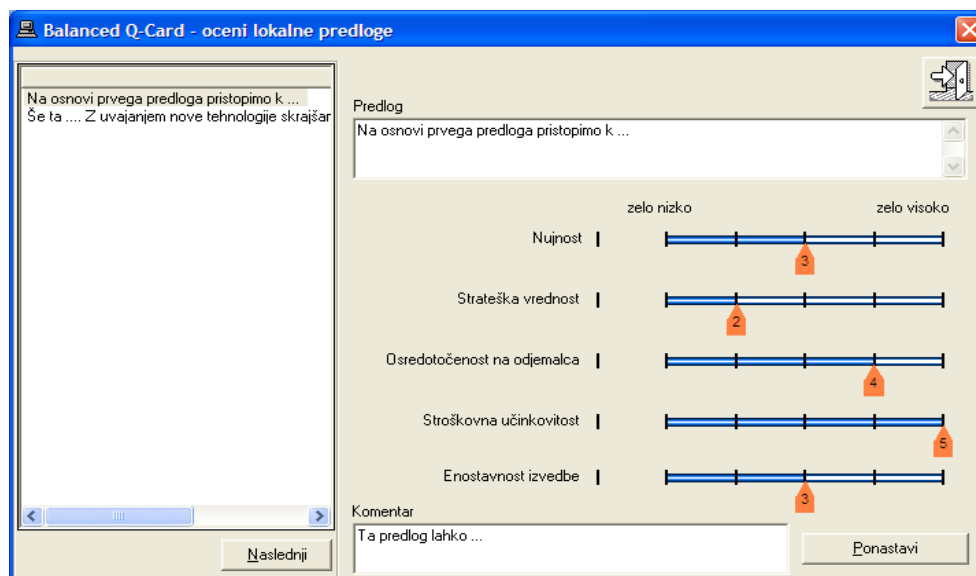 Balanced Q-Card - oceni lokalne predloge
Na osnovi prvega predloga pristopimo k ...
Še ta .... Z uvajanjem nove tehnologije skrajšar
Naslednji
Predlog
Na osnovi prvega predloga pristopimo k ...
zelo nizko zelo visoko
Nujnost
3
Strateška vrednost
2
Osredotočenost na odjemalca
4
Stroškovna učinkovitost
5
Enostavnost izvedbe
3
Komentar
Ta predlog lahko ...
Ponastavi